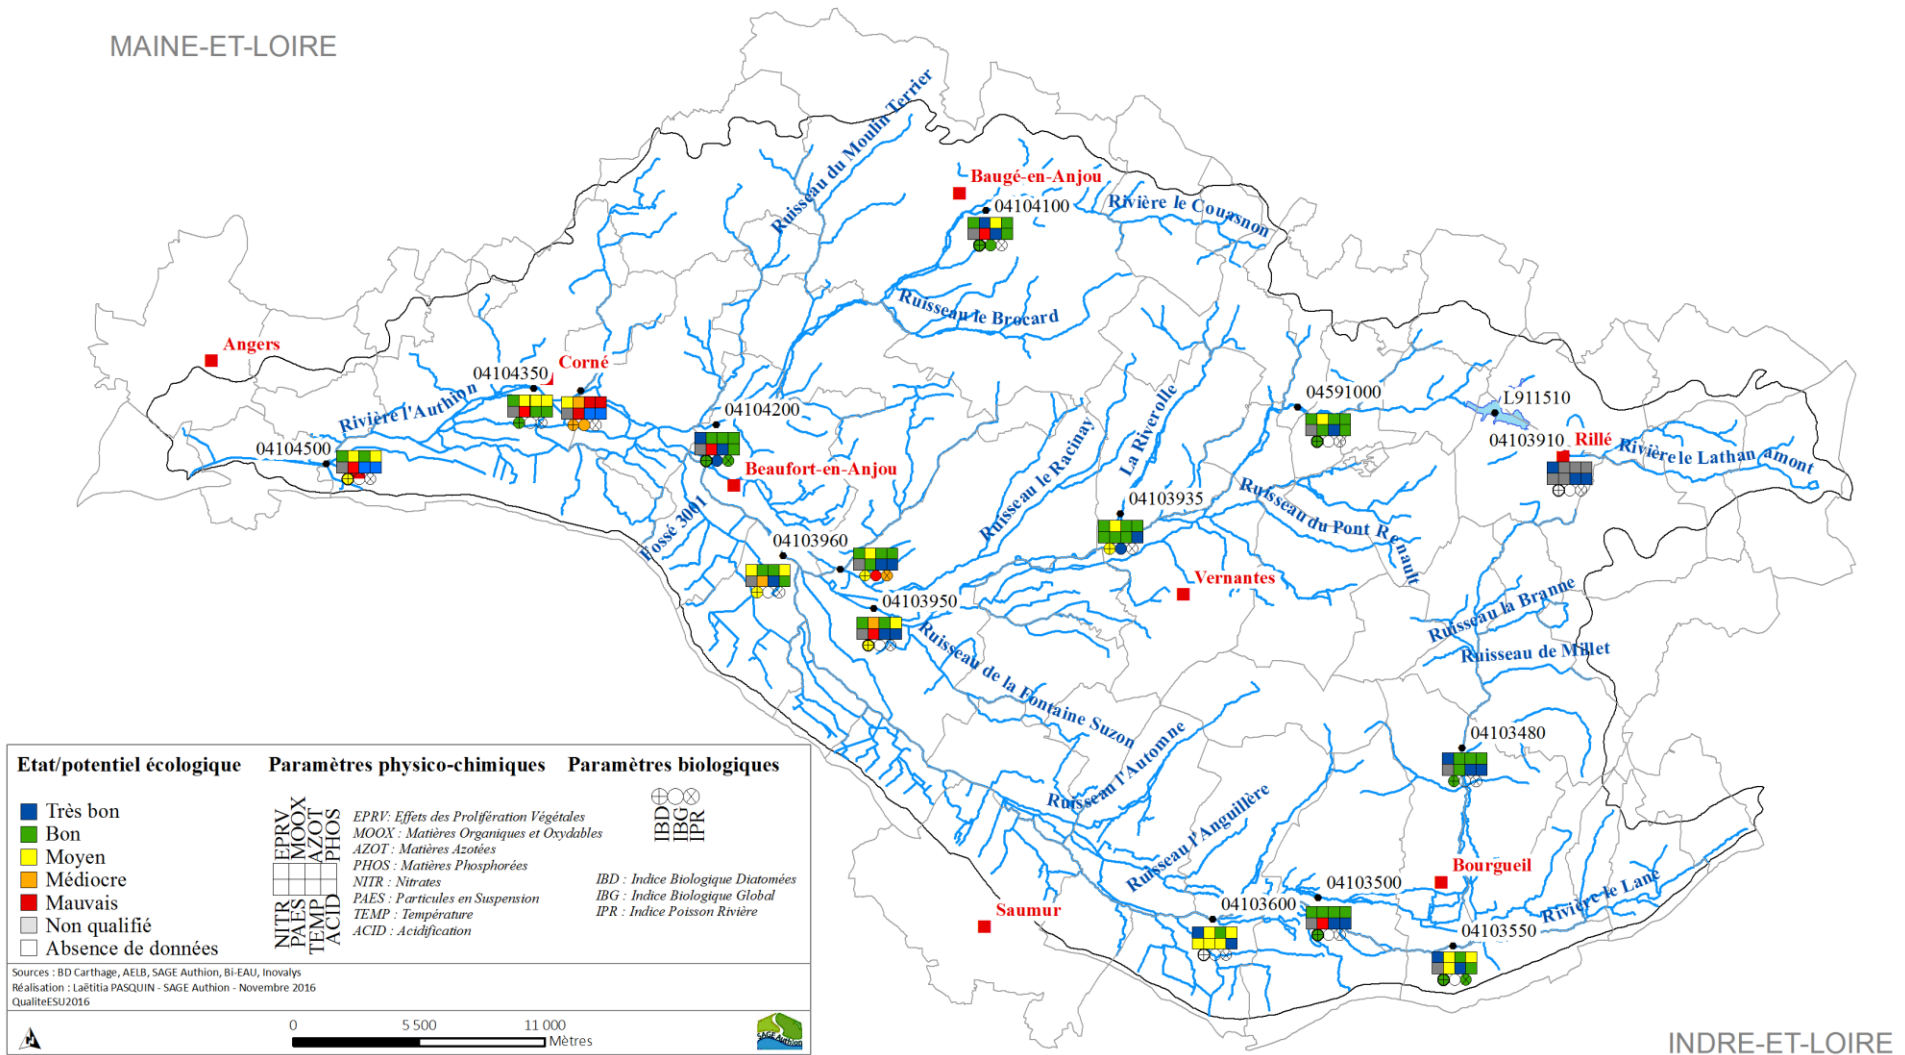 MAINE-ET-LOIRE
Ruisseau du Moulin Terrier
Baugé-en-Anjou
04104100
Rivière le Couasnon
Ruisseau le Brocard
Angers
04104350
Corné
Rivière l'Authion
04104200
04104500
Beaufort-en-Anjou
Fossé 3001
04103960
Ruisseau le Racinay
La Riverolle
04103935
04591000
L911510
04103910
Rillé
Rivière le Lathan amont
Ruisseau du Pont Renault
Vernantes
04103950
Ruisseau de la Fontaine Suzon
Ruisseau la Branne
Ruisseau de Millet
04103480
Ruisseau l'Automne
Ruisseau l'Anguillère
Bourgueil
04103500
04103600
Rivière le Lane
04103550
Saumur
Etat/potentiel écologique
Très bon
Bon
Moyen
Médiocre
Mauvais
Non qualifié
Absence de données
Paramètres physico-chimiques
EPRV
MOOX
AZOT
PHOS
NITR
PAES
TEMP
ACID
EPRV: Effets des Prolifération Végétales
MOOX : Matières Organiques et Oxydables
AZOT : Matières Azotées
PHOS : Matières Phosphorées
NITR : Nitrates
PAES : Particules en Suspension
TEMP : Température
ACID : Acidification
Paramètres biologiques
IBD
IBG
IPR
IBD : Indice Biologique Diatomées
IBG : Indice Biologique Global
IPR : Indice Poisson Rivière
Sources : BD Carthage, AELB, SAGE Authion, Bi-EAU, Inovalys
Réalisation : Laëtitia PASQUIN - SAGE Authion - Novembre 2016
QualiteESU2016
0 5 500 11 000
Mètres
SAGE Authion
INDRE-ET-LOIRE